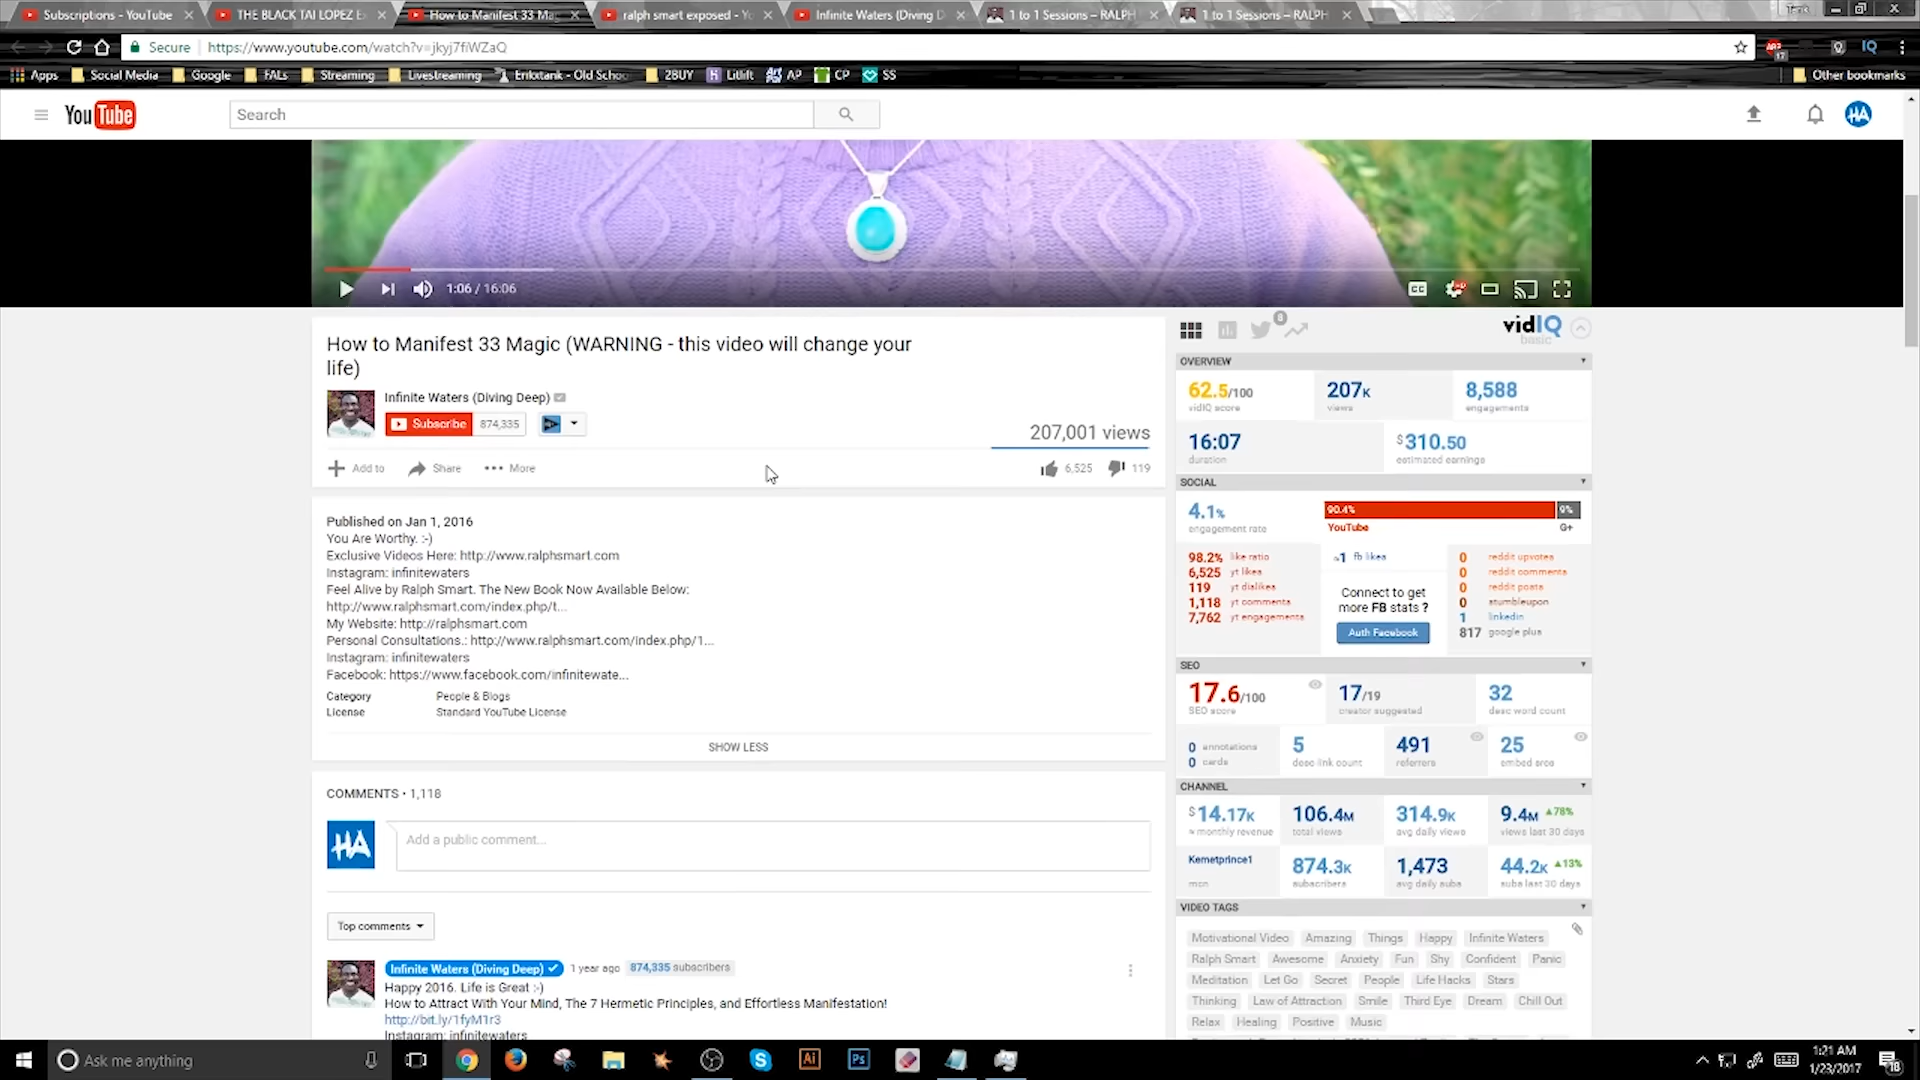 Subscriptions - YouTube
THE BLACK TAI LOPEZ E
How to Manifest 33 Ma
ralph smart exposed - Yo
Infinite Waters (Diving D
1 to 1 Sessions – RALPH
1 to 1 Sessions – RALPH
Secure
https://www.youtube.com/watch?v=jkyj7fiWZaQ
IQ
Apps
Social Media
Google
FALs
Streaming
Livestreaming
Erikxtank - Old Schoo
2BUY
Litlift
AP
CP
SS
Other bookmarks
YouTube
Search
HA
1:06 / 16:06
CC
How to Manifest 33 Magic (WARNING - this video will change your
life)
Infinite Waters (Diving Deep)
Subscribe 874,335
207,001 views
Add to
Share
More
6,525
119
Published on Jan 1, 2016
You Are Worthy. :-)
Exclusive Videos Here: http://www.ralphsmart.com
Instagram: infinitewaters
Feel Alive by Ralph Smart. The New Book Now Available Below:
http://www.ralphsmart.com/index.php/t...
My Website: http://ralphsmart.com
Personal Consultations.: http://www.ralphsmart.com/index.php/1...
Instagram: infinitewaters
Facebook: https://www.facebook.com/infinitewate...
Category People & Blogs
License Standard YouTube License
SHOW LESS
COMMENTS • 1,118
HA
Add a public comment...
Top comments
Infinite Waters (Diving Deep) 1 year ago 874,335 subscribers
Happy 2016. Life is Great :-)
How to Attract With Your Mind, The 7 Hermetic Principles, and Effortless Manifestation!
http://bit.ly/1fyM1r3
Instagram: infinitewaters
8
vidIQ
basic
OVERVIEW
62.5/100
vidIQ score
207K
views
8,588
engagements
16:07
duration
$310.50
estimated earnings
SOCIAL
4.1%
engagement rate
90.4%
9%
YouTube
G+
98.2% like ratio
6,525 yt likes
119 yt dislikes
1,118 yt comments
7,762 yt engagements
1 fb likes
Connect to get
more FB stats ?
Auth Facebook
0 reddit upvotes
0 reddit comments
0 reddit posts
0 stumbleupon
1 linkedin
817 google plus
SEO
17.6/100
SEO score
17/19
creator suggested
32
desc word count
0 annotations
0 cards
5
desc link count
491
referrers
25
embed srcs
CHANNEL
$14.17K
≈ monthly revenue
106.4M
total views
314.9K
avg daily views
9.4M ▲78%
views last 30 days
Kemetprince1
mcn
874.3K
subscribers
1,473
avg daily subs
44.2K ▲13%
subs last 30 days
VIDEO TAGS
Motivational Video Amazing Things Happy Infinite Waters
Ralph Smart Awesome Anxiety Fun Shy Confident Panic
Meditation Let Go Secret People Life Hacks Stars
Thinking Law of Attraction Smile Third Eye Dream Chill Out
Relax Healing Positive Music
Ask me anything
Ai
Ps
1:21 AM
1/23/2017
18